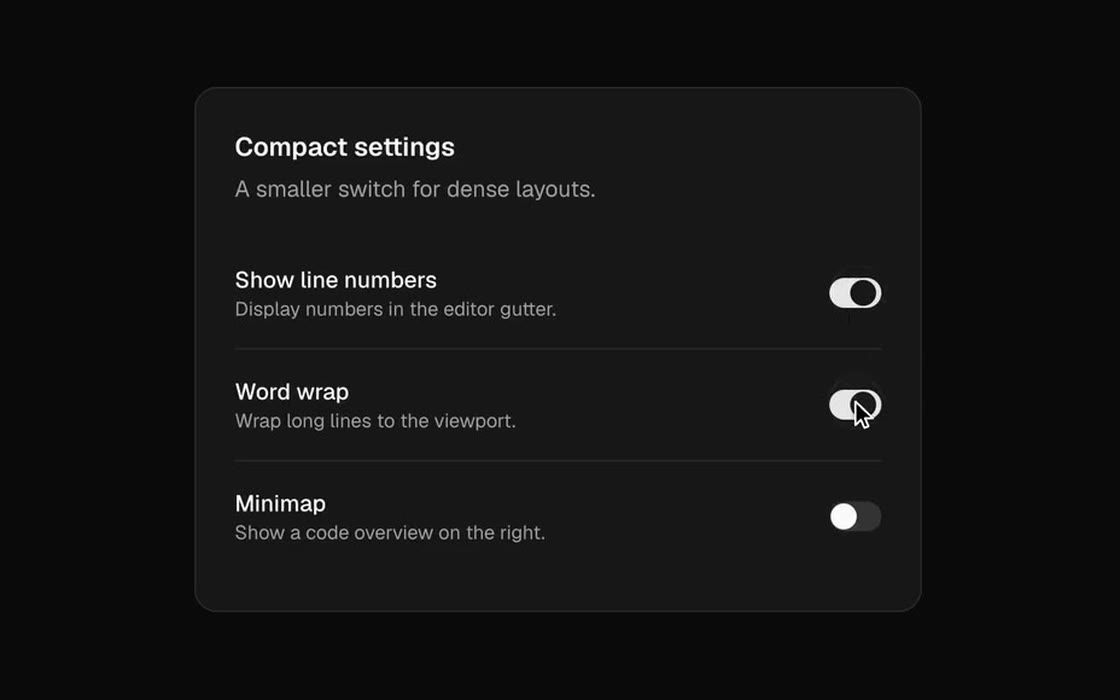 Compact settings
A smaller switch for dense layouts.
Show line numbers
Display numbers in the editor gutter.
Word wrap
Wrap long lines to the viewport.
Minimap
Show a code overview on the right.